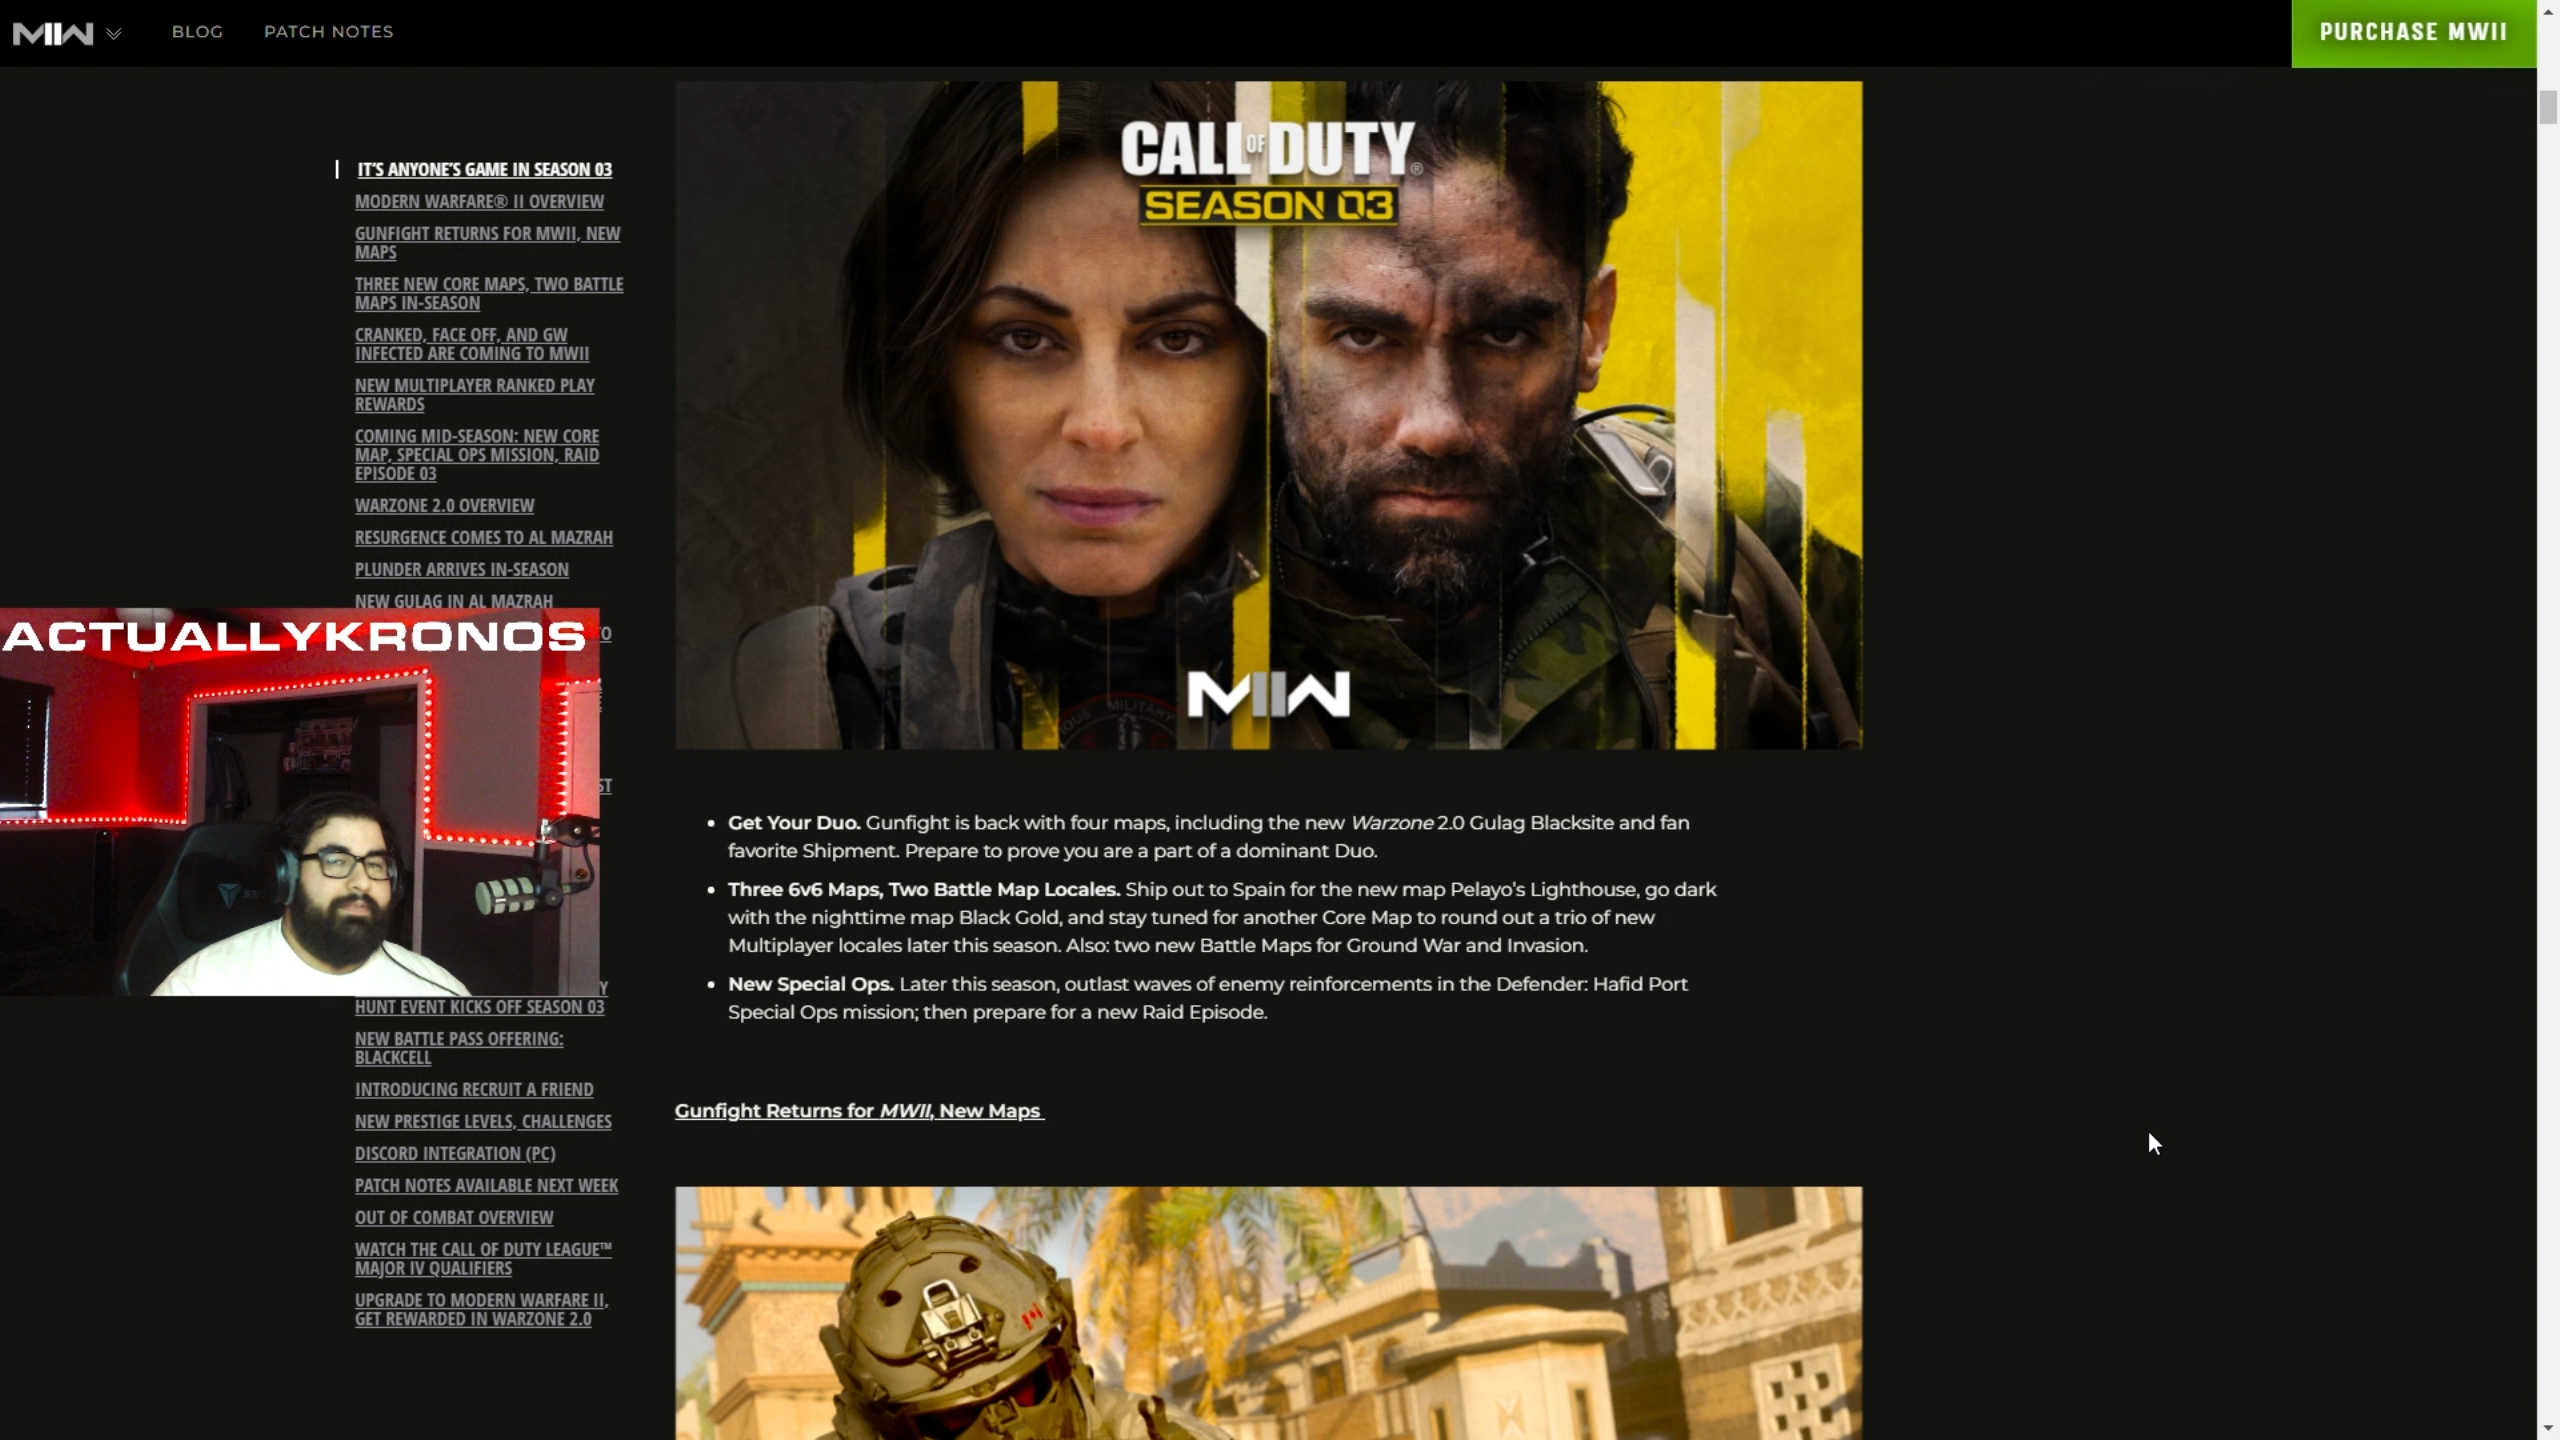 MIIW
BLOG
PATCH NOTES
PURCHASE MWII
IT'S ANYONE'S GAME IN SEASON 03
MODERN WARFARE® II OVERVIEW
GUNFIGHT RETURNS FOR MWII, NEW
MAPS
THREE NEW CORE MAPS, TWO BATTLE
MAPS IN-SEASON
CRANKED, FACE OFF, AND GW
INFECTED ARE COMING TO MWII
NEW MULTIPLAYER RANKED PLAY
REWARDS
COMING MID-SEASON: NEW CORE
MAP, SPECIAL OPS MISSION, RAID
EPISODE 03
WARZONE 2.0 OVERVIEW
RESURGENCE COMES TO AL MAZRAH
PLUNDER ARRIVES IN-SEASON
NEW GULAG IN AL MAZRAH
ACTUALLYKRONOS
HUNT EVENT KICKS OFF SEASON 03
NEW BATTLE PASS OFFERING:
BLACKCELL
INTRODUCING RECRUIT A FRIEND
NEW PRESTIGE LEVELS, CHALLENGES
DISCORD INTEGRATION (PC)
PATCH NOTES AVAILABLE NEXT WEEK
OUT OF COMBAT OVERVIEW
WATCH THE CALL OF DUTY LEAGUE™
MAJOR IV QUALIFIERS
UPGRADE TO MODERN WARFARE II,
GET REWARDED IN WARZONE 2.0
CALL OF DUTY®
SEASON 03
MILITARY
MIIW
Get Your Duo. Gunfight is back with four maps, including the new Warzone 2.0 Gulag Blacksite and fan
favorite Shipment. Prepare to prove you are a part of a dominant Duo.
Three 6v6 Maps, Two Battle Map Locales. Ship out to Spain for the new map Pelayo's Lighthouse, go dark
with the nighttime map Black Gold, and stay tuned for another Core Map to round out a trio of new
Multiplayer locales later this season. Also: two new Battle Maps for Ground War and Invasion.
New Special Ops. Later this season, outlast waves of enemy reinforcements in the Defender: Hafid Port
Special Ops mission; then prepare for a new Raid Episode.
Gunfight Returns for MWII, New Maps